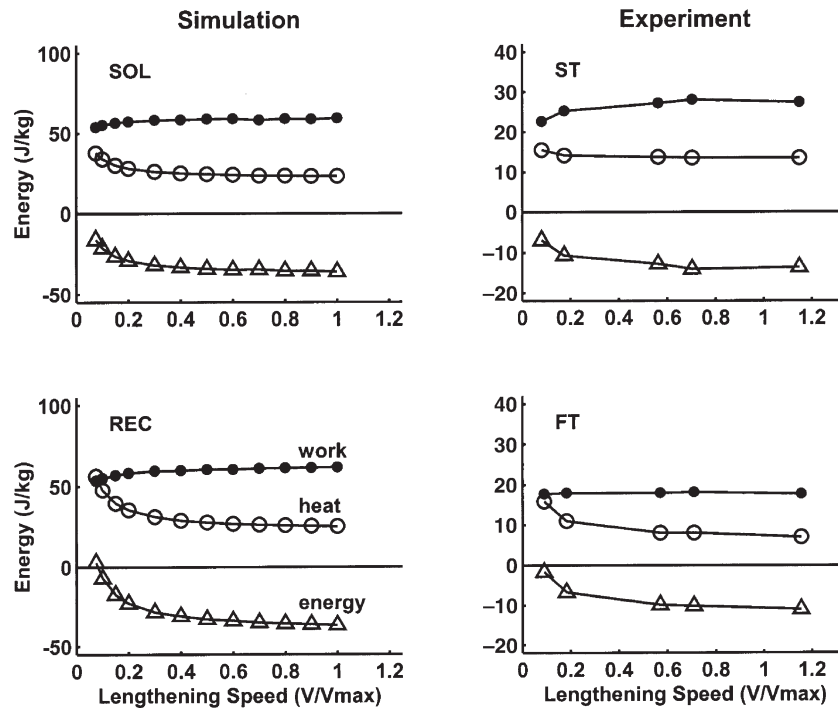 Simulation
Experiment
100
50
0
-50
Energy (J/kg)
SOL
0 0.2 0.4 0.6 0.8 1 1.2
40
30
20
10
0
–10
–20
ST
0 0.2 0.4 0.6 0.8 1 1.2
100
50
0
-50
Energy (J/kg)
REC
work
heat
energy
0 0.2 0.4 0.6 0.8 1 1.2
Lengthening Speed (V/Vmax)
40
30
20
10
0
–10
–20
FT
0 0.2 0.4 0.6 0.8 1 1.2
Lengthening Speed (V/Vmax)